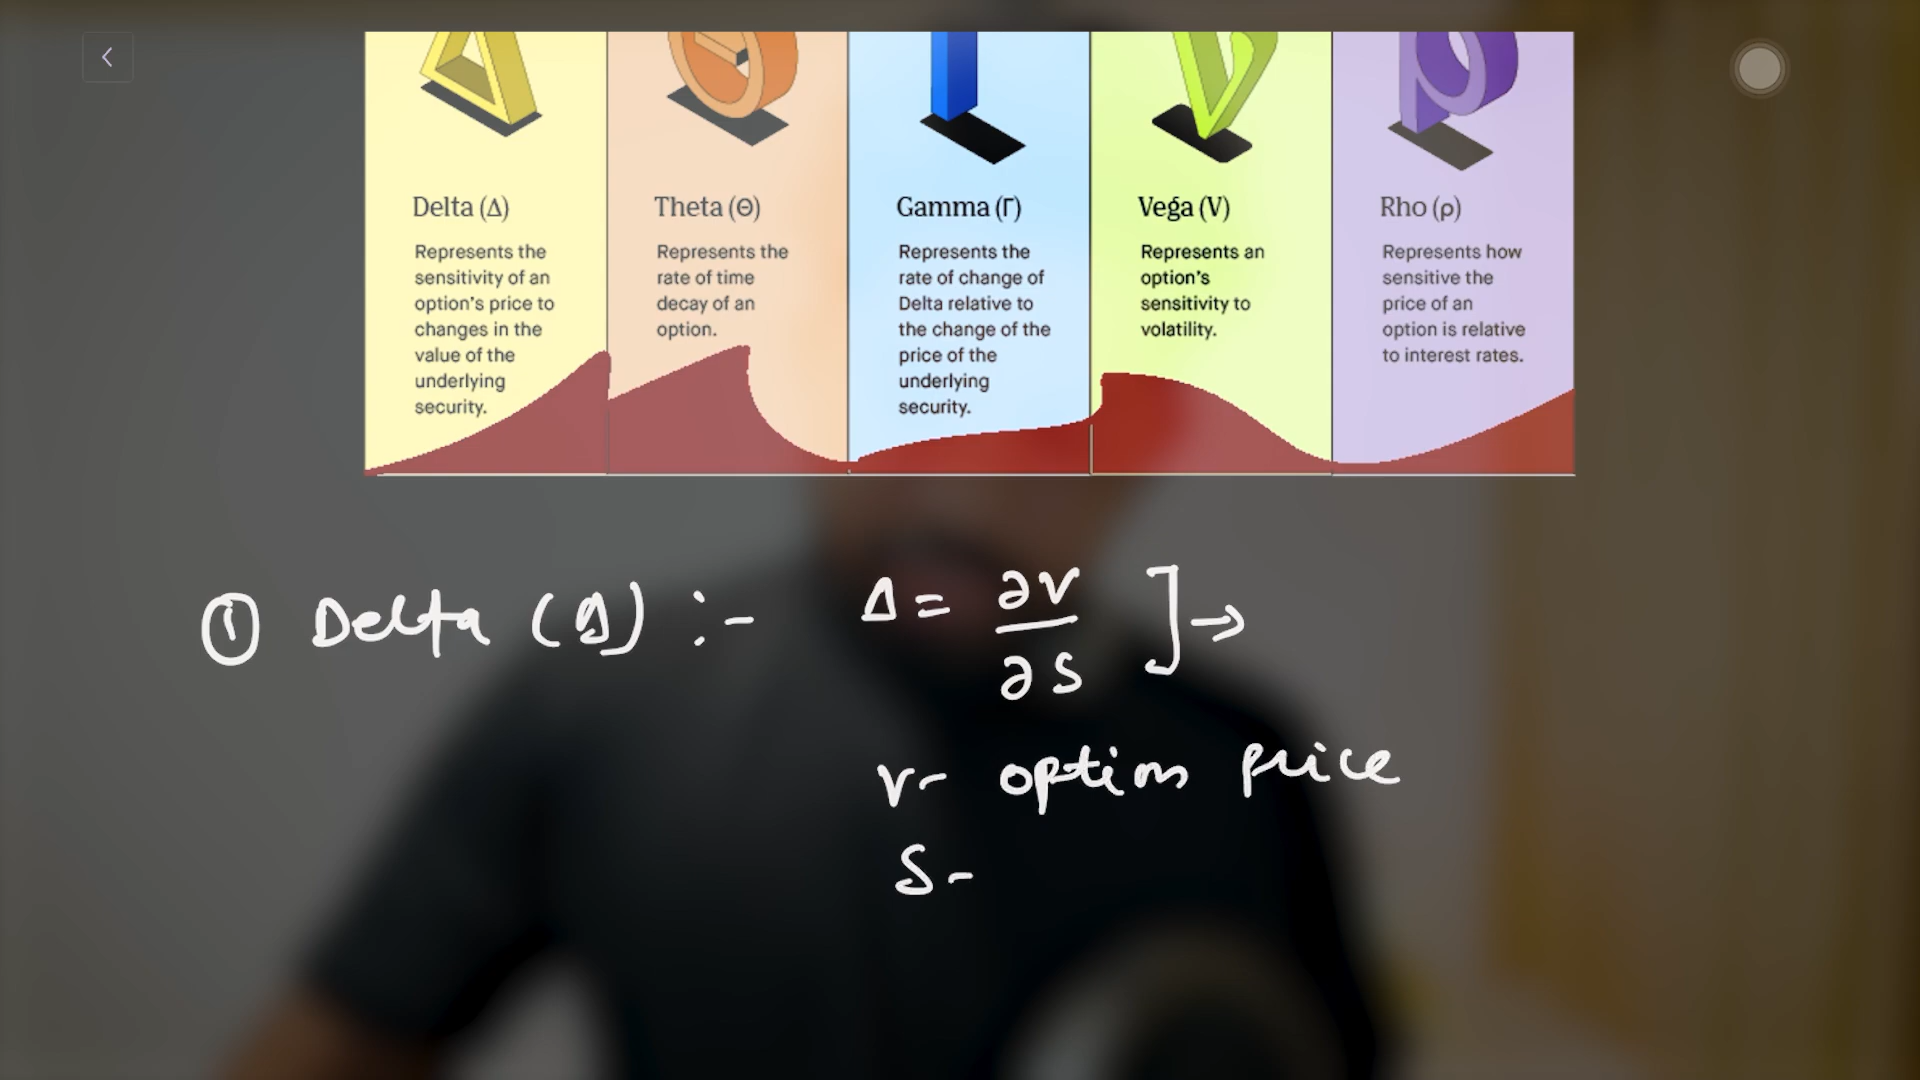 Delta (Δ)
Represents the
sensitivity of an
option's price to
changes in the
value of the
underlying
security.
Theta (Θ)
Represents the
rate of time
decay of an
option.
Gamma (Γ)
Represents the
rate of change of
Delta relative to
the change of the
price of the
underlying
security.
Vega (V)
Represents an
option's
sensitivity to
volatility.
Rho (ρ)
Represents how
sensitive the
price of an
option is relative
to interest rates.
① Delta (Δ) :- Δ = ∂V/∂S ] →
V- option price
S-